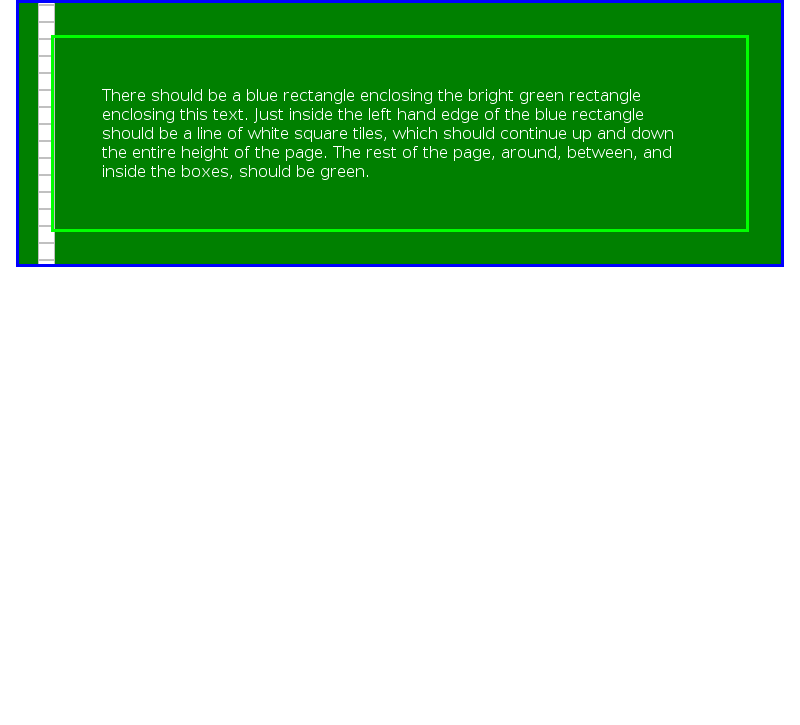 There should be a blue rectangle enclosing the bright green rectangle
enclosing this text. Just inside the left hand edge of the blue rectangle
should be a line of white square tiles, which should continue up and down
the entire height of the page. The rest of the page, around, between, and
inside the boxes, should be green.